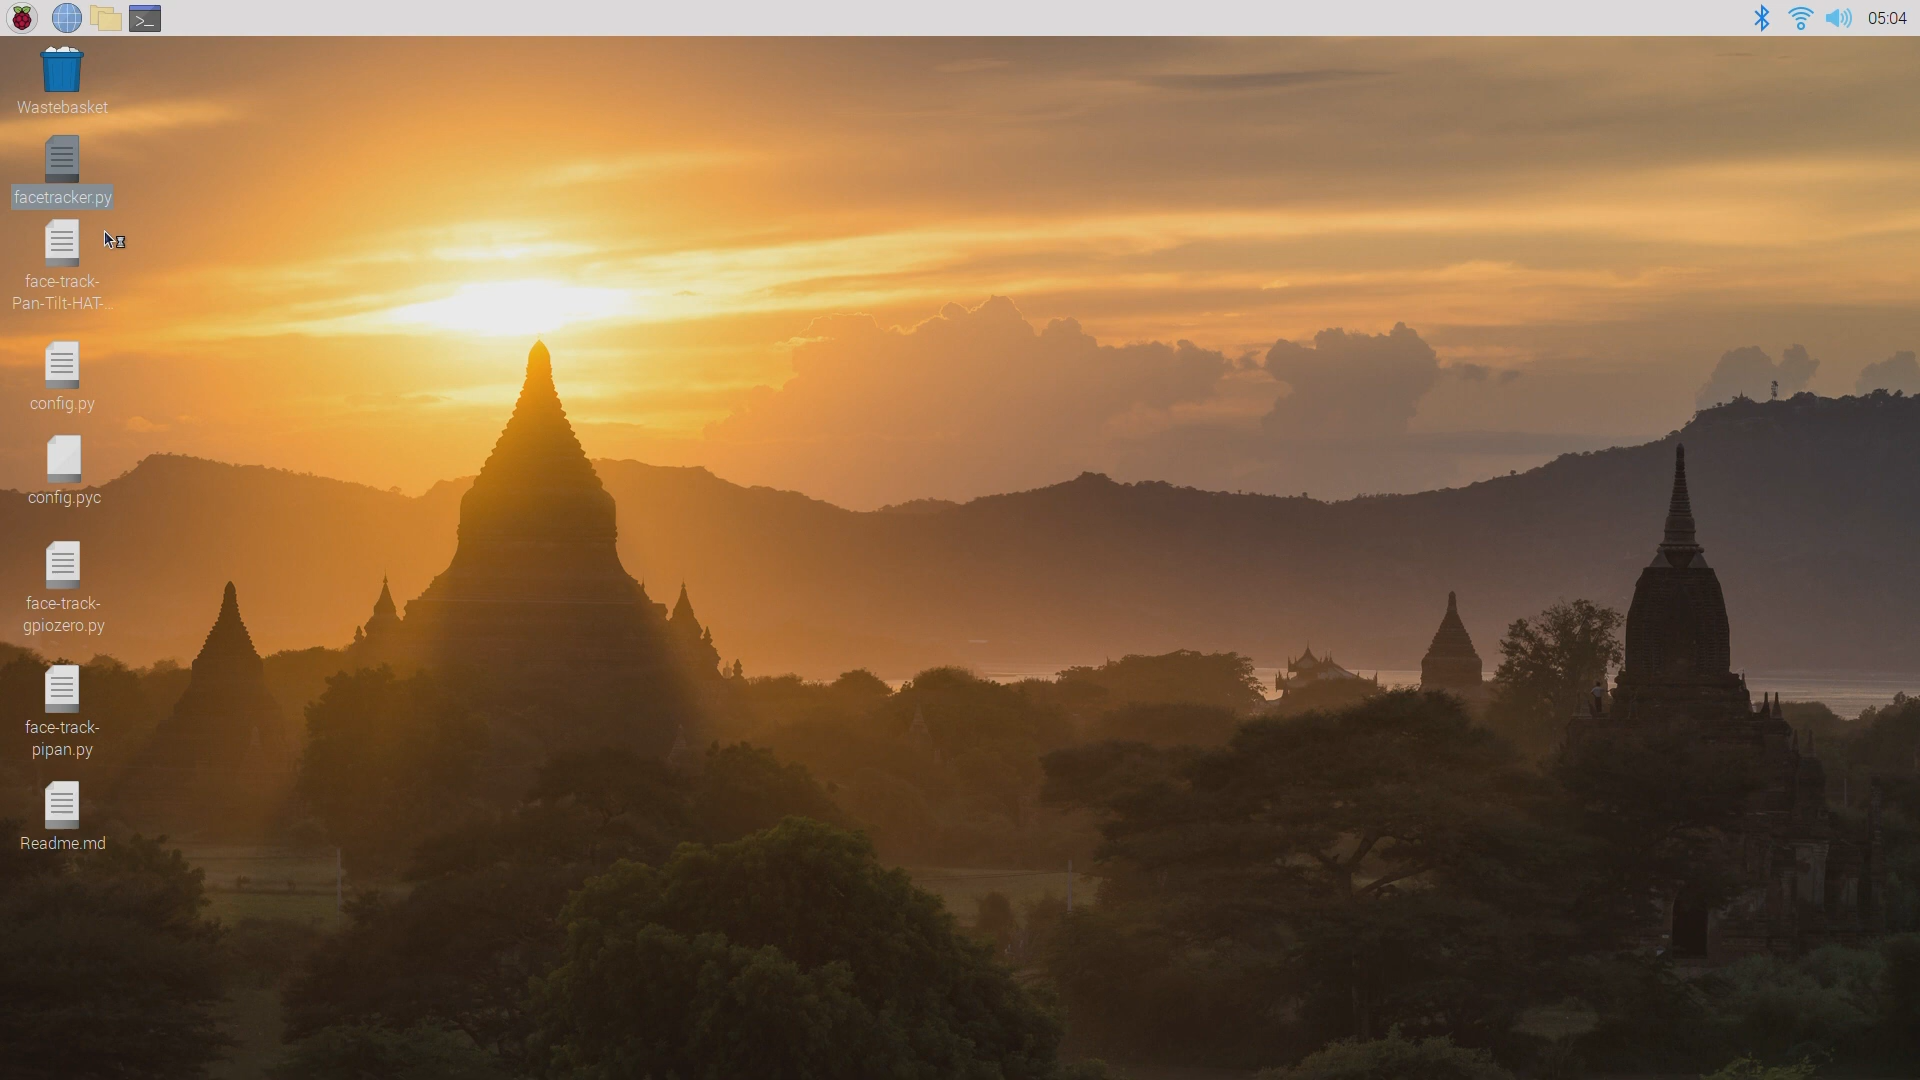 >_
05:04
Wastebasket
facetracker.py
face-track-
Pan-Tilt-HAT-...
config.py
config.pyc
face-track-
gpiozero.py
face-track-
pipan.py
Readme.md